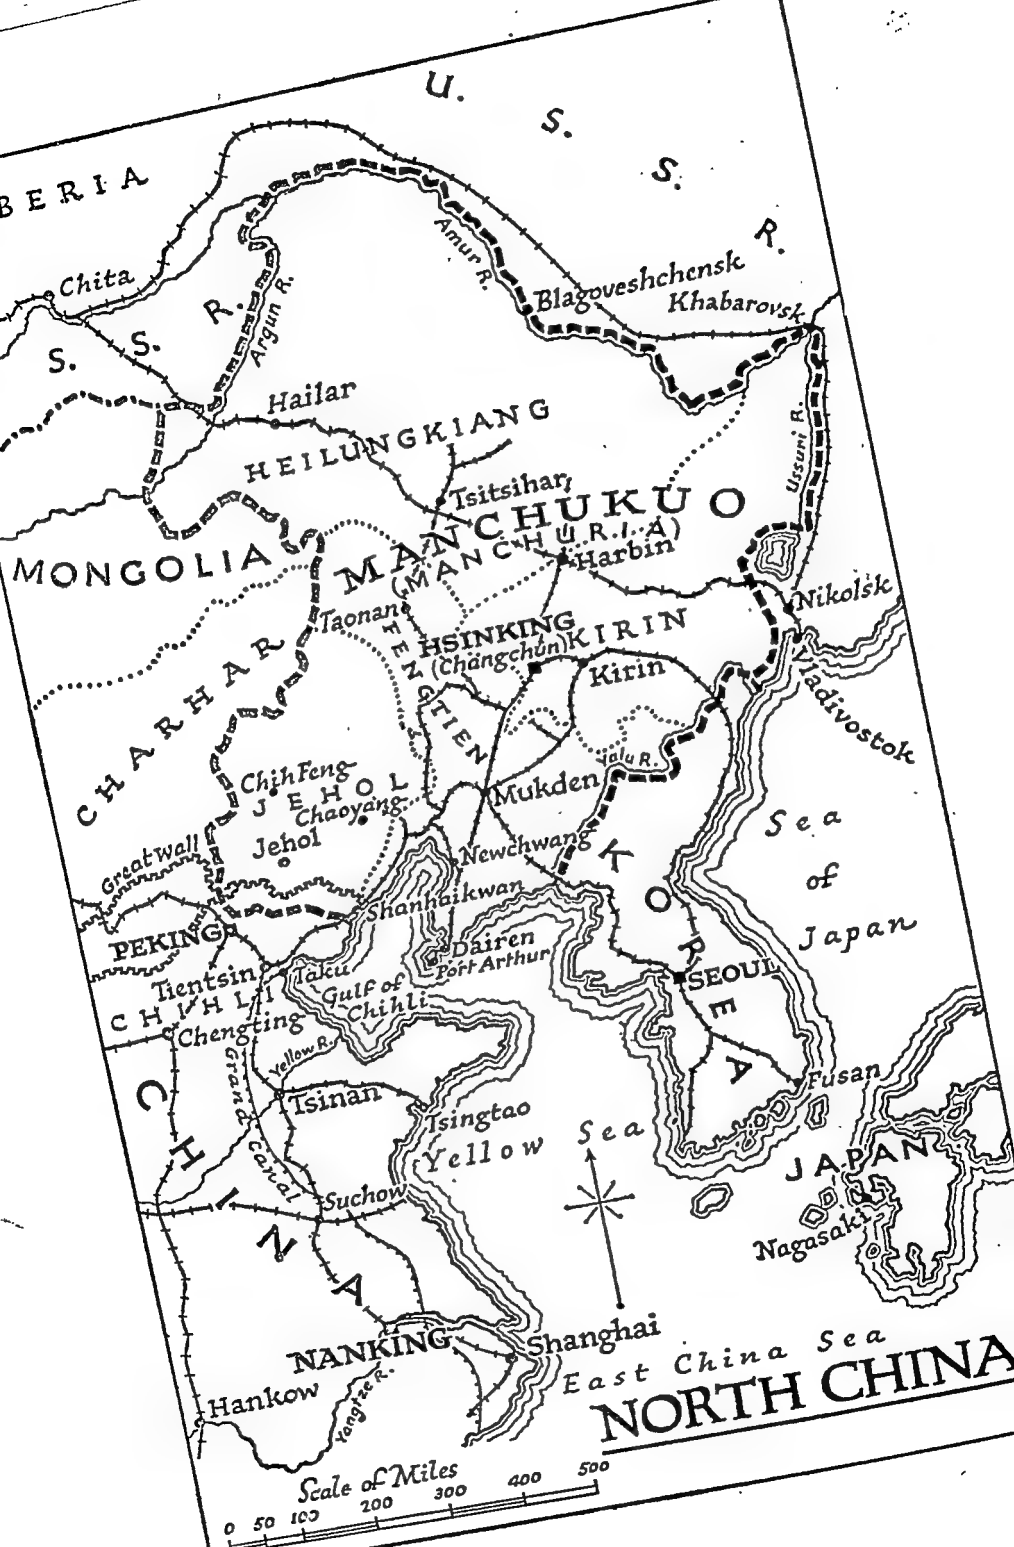 U. S. S. R.
BERIA
Chita
Amur R.
Blagoveshchensk
Khabarovsk
S. S. R.
Argun R.
Hailar
HEILUNGKIANG
Ussuri R.
Tsitsihar
MANCHUKUO
(MANCHURIA)
MONGOLIA
Harbin
Taonan
Nikolsk
HSINKING
(Changchun)
KIRIN
Kirin
FENGTIEN
CHARHAR
Vladivostok
Yalu R.
Chih Feng
JEHOL
Chaoyang
Mukden
Jehol
Sea
of
Japan
Great Wall
Newchwang
KOREA
Shanhaikwan
PEKING
Dairen
Port Arthur
Tientsin
Taku
SEOUL
Gulf of
Chihli
CHIHLI
Chengting
Yellow R.
Grand Canal
Fusan
Tsinan
Tsingtao
Yellow Sea
CHINA
JAPAN
Suchow
Nagasaki
NANKING
Shanghai
East China Sea
Hankow
Yangtze R.
NORTH CHINA
Scale of Miles
0 50 100 200 300 400 500